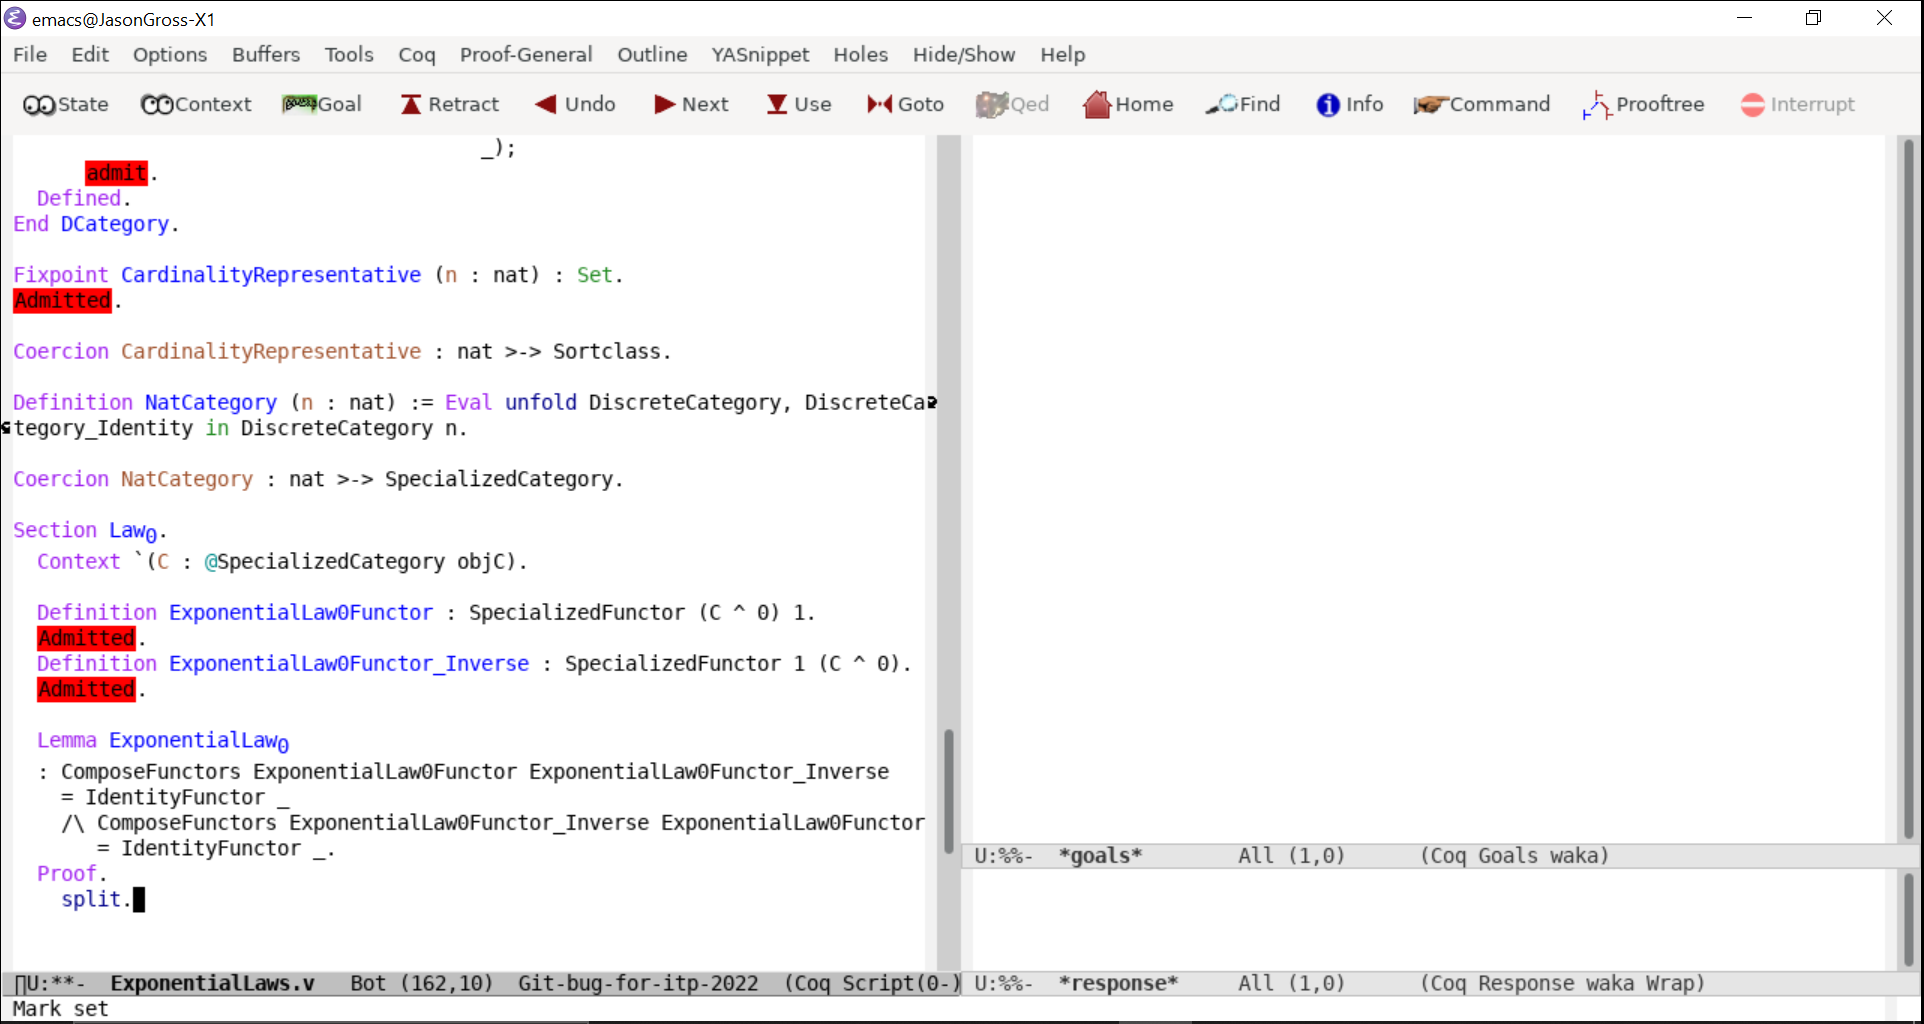 emacs@JasonGross-X1
File Edit Options Buffers Tools Coq Proof-General Outline YASnippet Holes Hide/Show Help
State Context Goal Retract Undo Next Use Goto Qed Home Find Info Command Prooftree Interrupt
_);
admit.
Defined.
End DCategory.
Fixpoint CardinalityRepresentative (n : nat) : Set.
Admitted.
Coercion CardinalityRepresentative : nat >-> Sortclass.
Definition NatCategory (n : nat) := Eval unfold DiscreteCategory, DiscreteCa
tegory_Identity in DiscreteCategory n.
Coercion NatCategory : nat >-> SpecializedCategory.
Section Law₀.
Context `(C : @SpecializedCategory objC).
Definition ExponentialLaw0Functor : SpecializedFunctor (C ^ 0) 1.
Admitted.
Definition ExponentialLaw0Functor_Inverse : SpecializedFunctor 1 (C ^ 0).
Admitted.
Lemma ExponentialLaw₀
: ComposeFunctors ExponentialLaw0Functor ExponentialLaw0Functor_Inverse
= IdentityFunctor _
/\ ComposeFunctors ExponentialLaw0Functor_Inverse ExponentialLaw0Functor
= IdentityFunctor _.
Proof.
split.
U:**- ExponentialLaws.v Bot (162,10) Git-bug-for-itp-2022 (Coq Script(0-)
Mark set
U:%%- *goals* All (1,0) (Coq Goals waka)
U:%%- *response* All (1,0) (Coq Response waka Wrap)